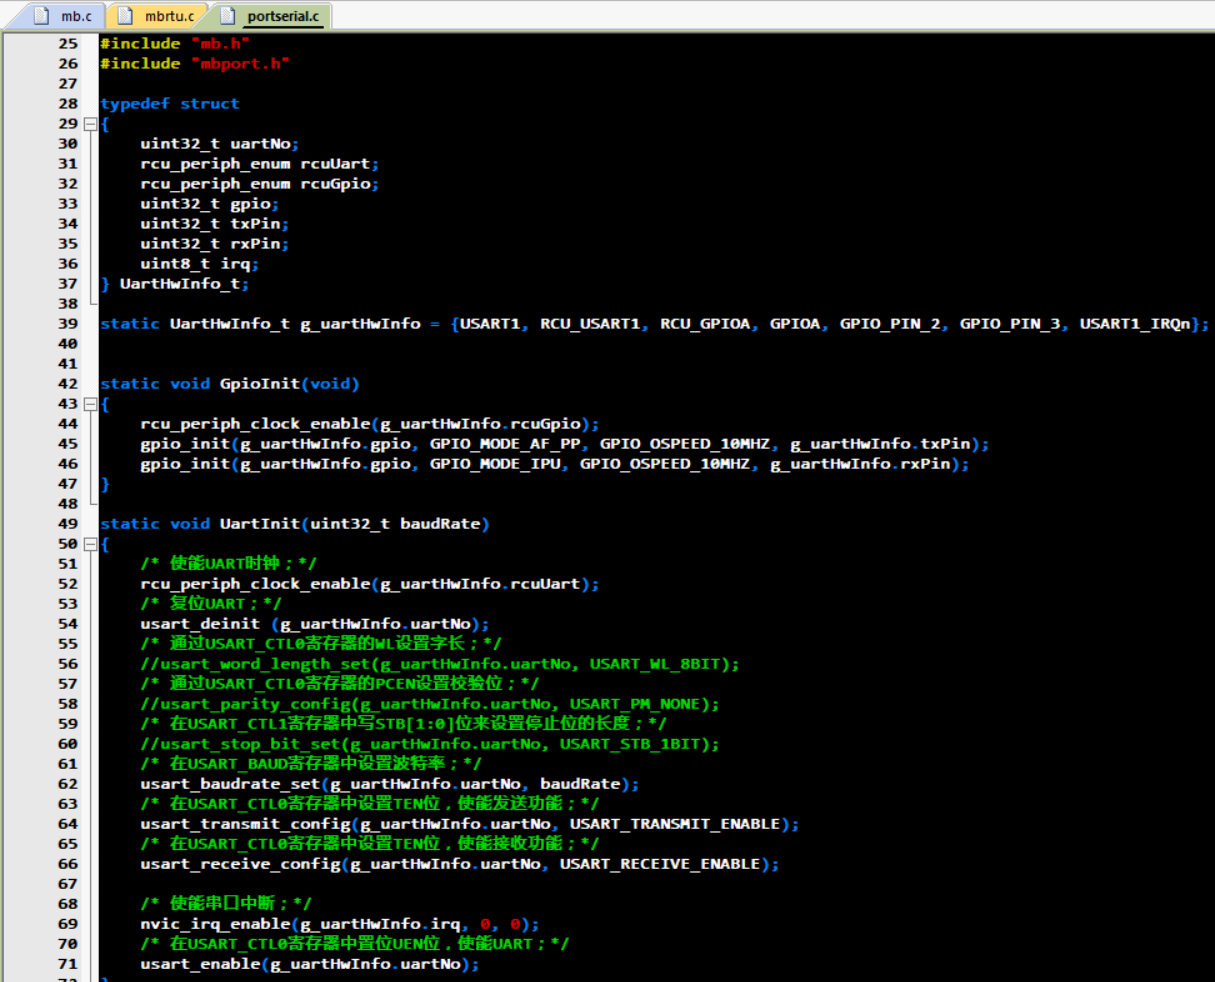 mb.c mbrtu.c portserial.c
25 #include "mb.h"
26 #include "mbport.h"
27
28 typedef struct
29 {
30 uint32_t uartNo;
31 rcu_periph_enum rcuUart;
32 rcu_periph_enum rcuGpio;
33 uint32_t gpio;
34 uint32_t txPin;
35 uint32_t rxPin;
36 uint8_t irq;
37 } UartHwInfo_t;
38
39 static UartHwInfo_t g_uartHwInfo = {USART1, RCU_USART1, RCU_GPIOA, GPIOA, GPIO_PIN_2, GPIO_PIN_3, USART1_IRQn};
40
41
42 static void GpioInit(void)
43 {
44 rcu_periph_clock_enable(g_uartHwInfo.rcuGpio);
45 gpio_init(g_uartHwInfo.gpio, GPIO_MODE_AF_PP, GPIO_OSPEED_10MHZ, g_uartHwInfo.txPin);
46 gpio_init(g_uartHwInfo.gpio, GPIO_MODE_IPU, GPIO_OSPEED_10MHZ, g_uartHwInfo.rxPin);
47 }
48
49 static void UartInit(uint32_t baudRate)
50 {
51 /* 使能UART时钟；*/
52 rcu_periph_clock_enable(g_uartHwInfo.rcuUart);
53 /* 复位UART；*/
54 usart_deinit (g_uartHwInfo.uartNo);
55 /* 通过USART_CTL0寄存器的WL设置字长；*/
56 //usart_word_length_set(g_uartHwInfo.uartNo, USART_WL_8BIT);
57 /* 通过USART_CTL0寄存器的PCEN设置校验位；*/
58 //usart_parity_config(g_uartHwInfo.uartNo, USART_PM_NONE);
59 /* 在USART_CTL1寄存器中写STB[1:0]位来设置停止位的长度；*/
60 //usart_stop_bit_set(g_uartHwInfo.uartNo, USART_STB_1BIT);
61 /* 在USART_BAUD寄存器中设置波特率；*/
62 usart_baudrate_set(g_uartHwInfo.uartNo, baudRate);
63 /* 在USART_CTL0寄存器中设置TEN位，使能发送功能；*/
64 usart_transmit_config(g_uartHwInfo.uartNo, USART_TRANSMIT_ENABLE);
65 /* 在USART_CTL0寄存器中设置TEN位，使能接收功能；*/
66 usart_receive_config(g_uartHwInfo.uartNo, USART_RECEIVE_ENABLE);
67
68 /* 使能串口中断；*/
69 nvic_irq_enable(g_uartHwInfo.irq, 0, 0);
70 /* 在USART_CTL0寄存器中置位UEN位，使能UART；*/
71 usart_enable(g_uartHwInfo.uartNo);